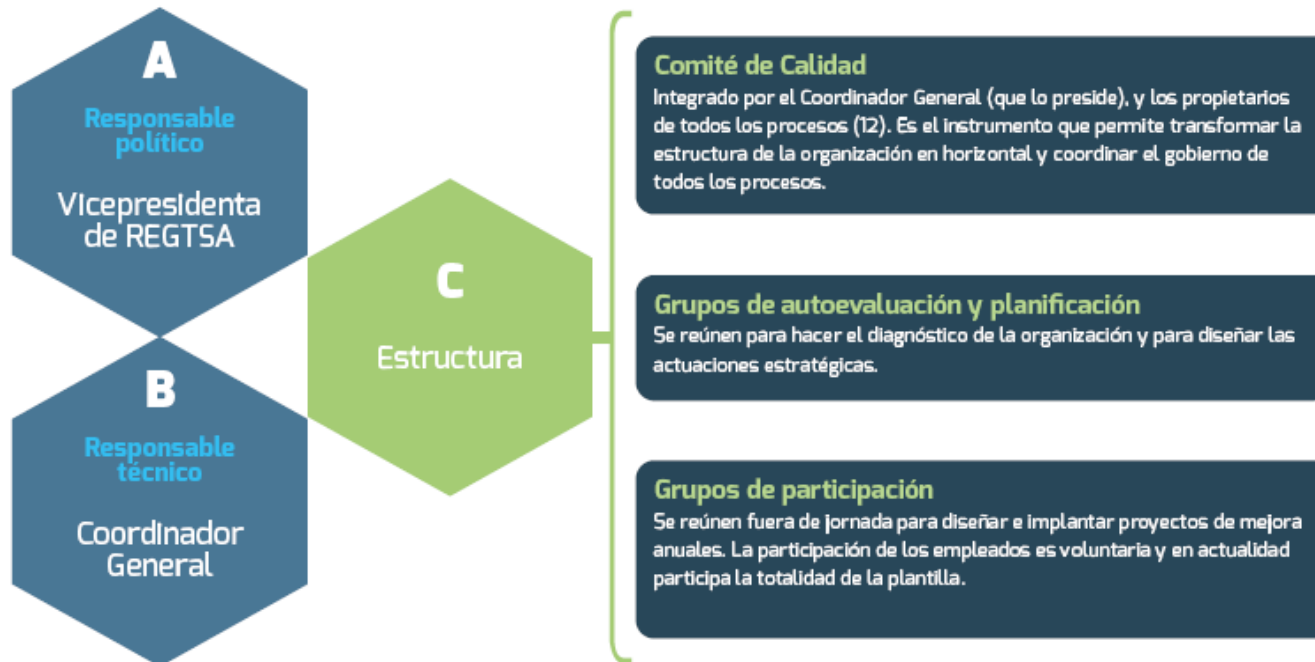 A
Responsable
político
Vicepresidenta
de REGTSA
B
Responsable
técnico
Coordinador
General
C
Estructura
Comité de Calidad
Integrado por el Coordinador General (que lo preside), y los propietarios
de todos los procesos (12). Es el instrumento que permite transformar la
estructura de la organización en horizontal y coordinar el gobierno de
todos los procesos.
Grupos de autoevaluación y planificación
Se reúnen para hacer el diagnóstico de la organización y para diseñar las
actuaciones estratégicas.
Grupos de participación
Se reúnen fuera de jornada para diseñar e implantar proyectos de mejora
anuales. La participación de los empleados es voluntaria y en actualidad
participa la totalidad de la plantilla.